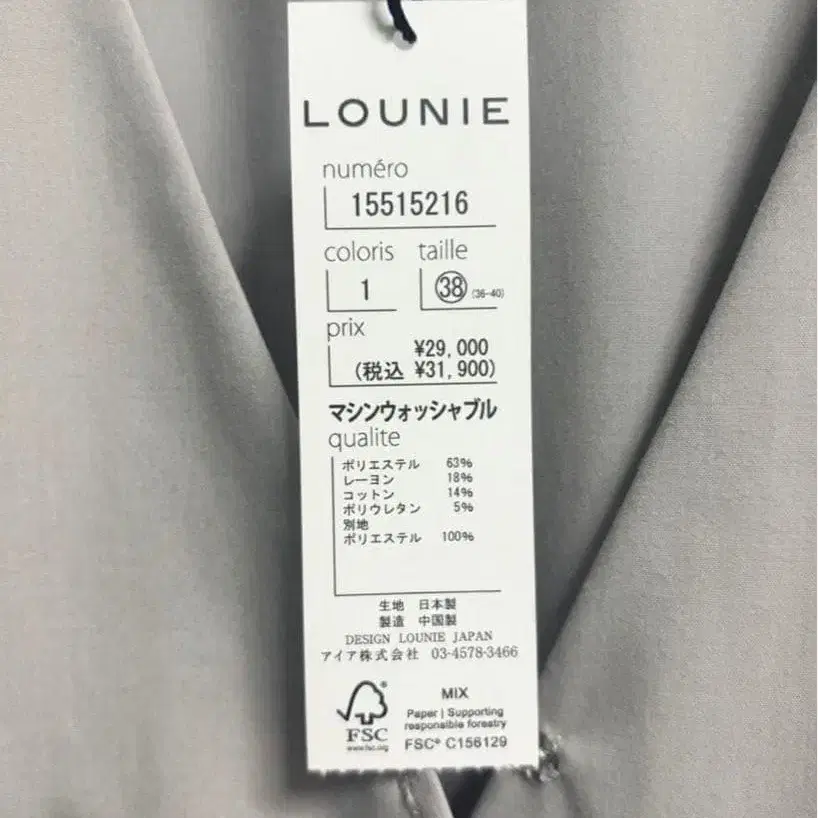 LOUNIE
numéro
15515216
coloris taille
1 38 (36-40)
prix
¥29,000
(税込 ¥31,900)
マシンウォッシャブル
qualite
ポリエステル 63%
レーヨン 18%
コットン 14%
ポリウレタン 5%
別地
ポリエステル 100%
生地 日本製
製造 中国製
DESIGN LOUNIE JAPAN
アイア株式会社 03-4578-3466
MIX
Paper | Supporting
responsible forestry
FSC® C156129
FSC
www.fsc.org